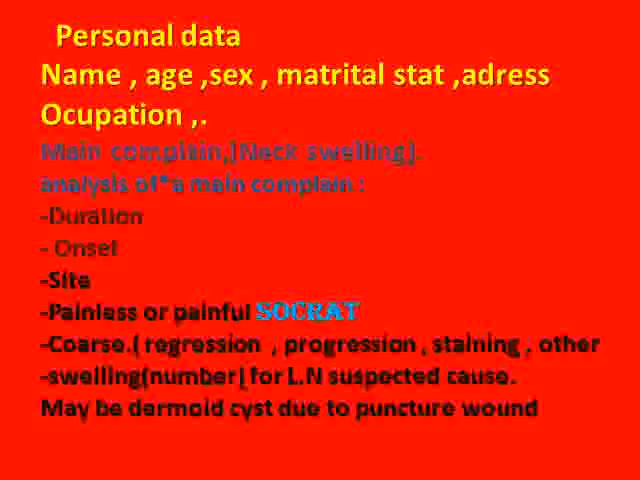 Personal data
Name , age ,sex , matrital stat ,adress
Ocupation ,.
Main complain,[Neck swelling].
analysis of*a main complain :
-Duration
- Onset
-Site
-Painless or painful SOCRAT
-Coarse.( regression , progression , staining , other
-swelling(number) for L.N suspected cause.
May be dermoid cyst due to puncture wound